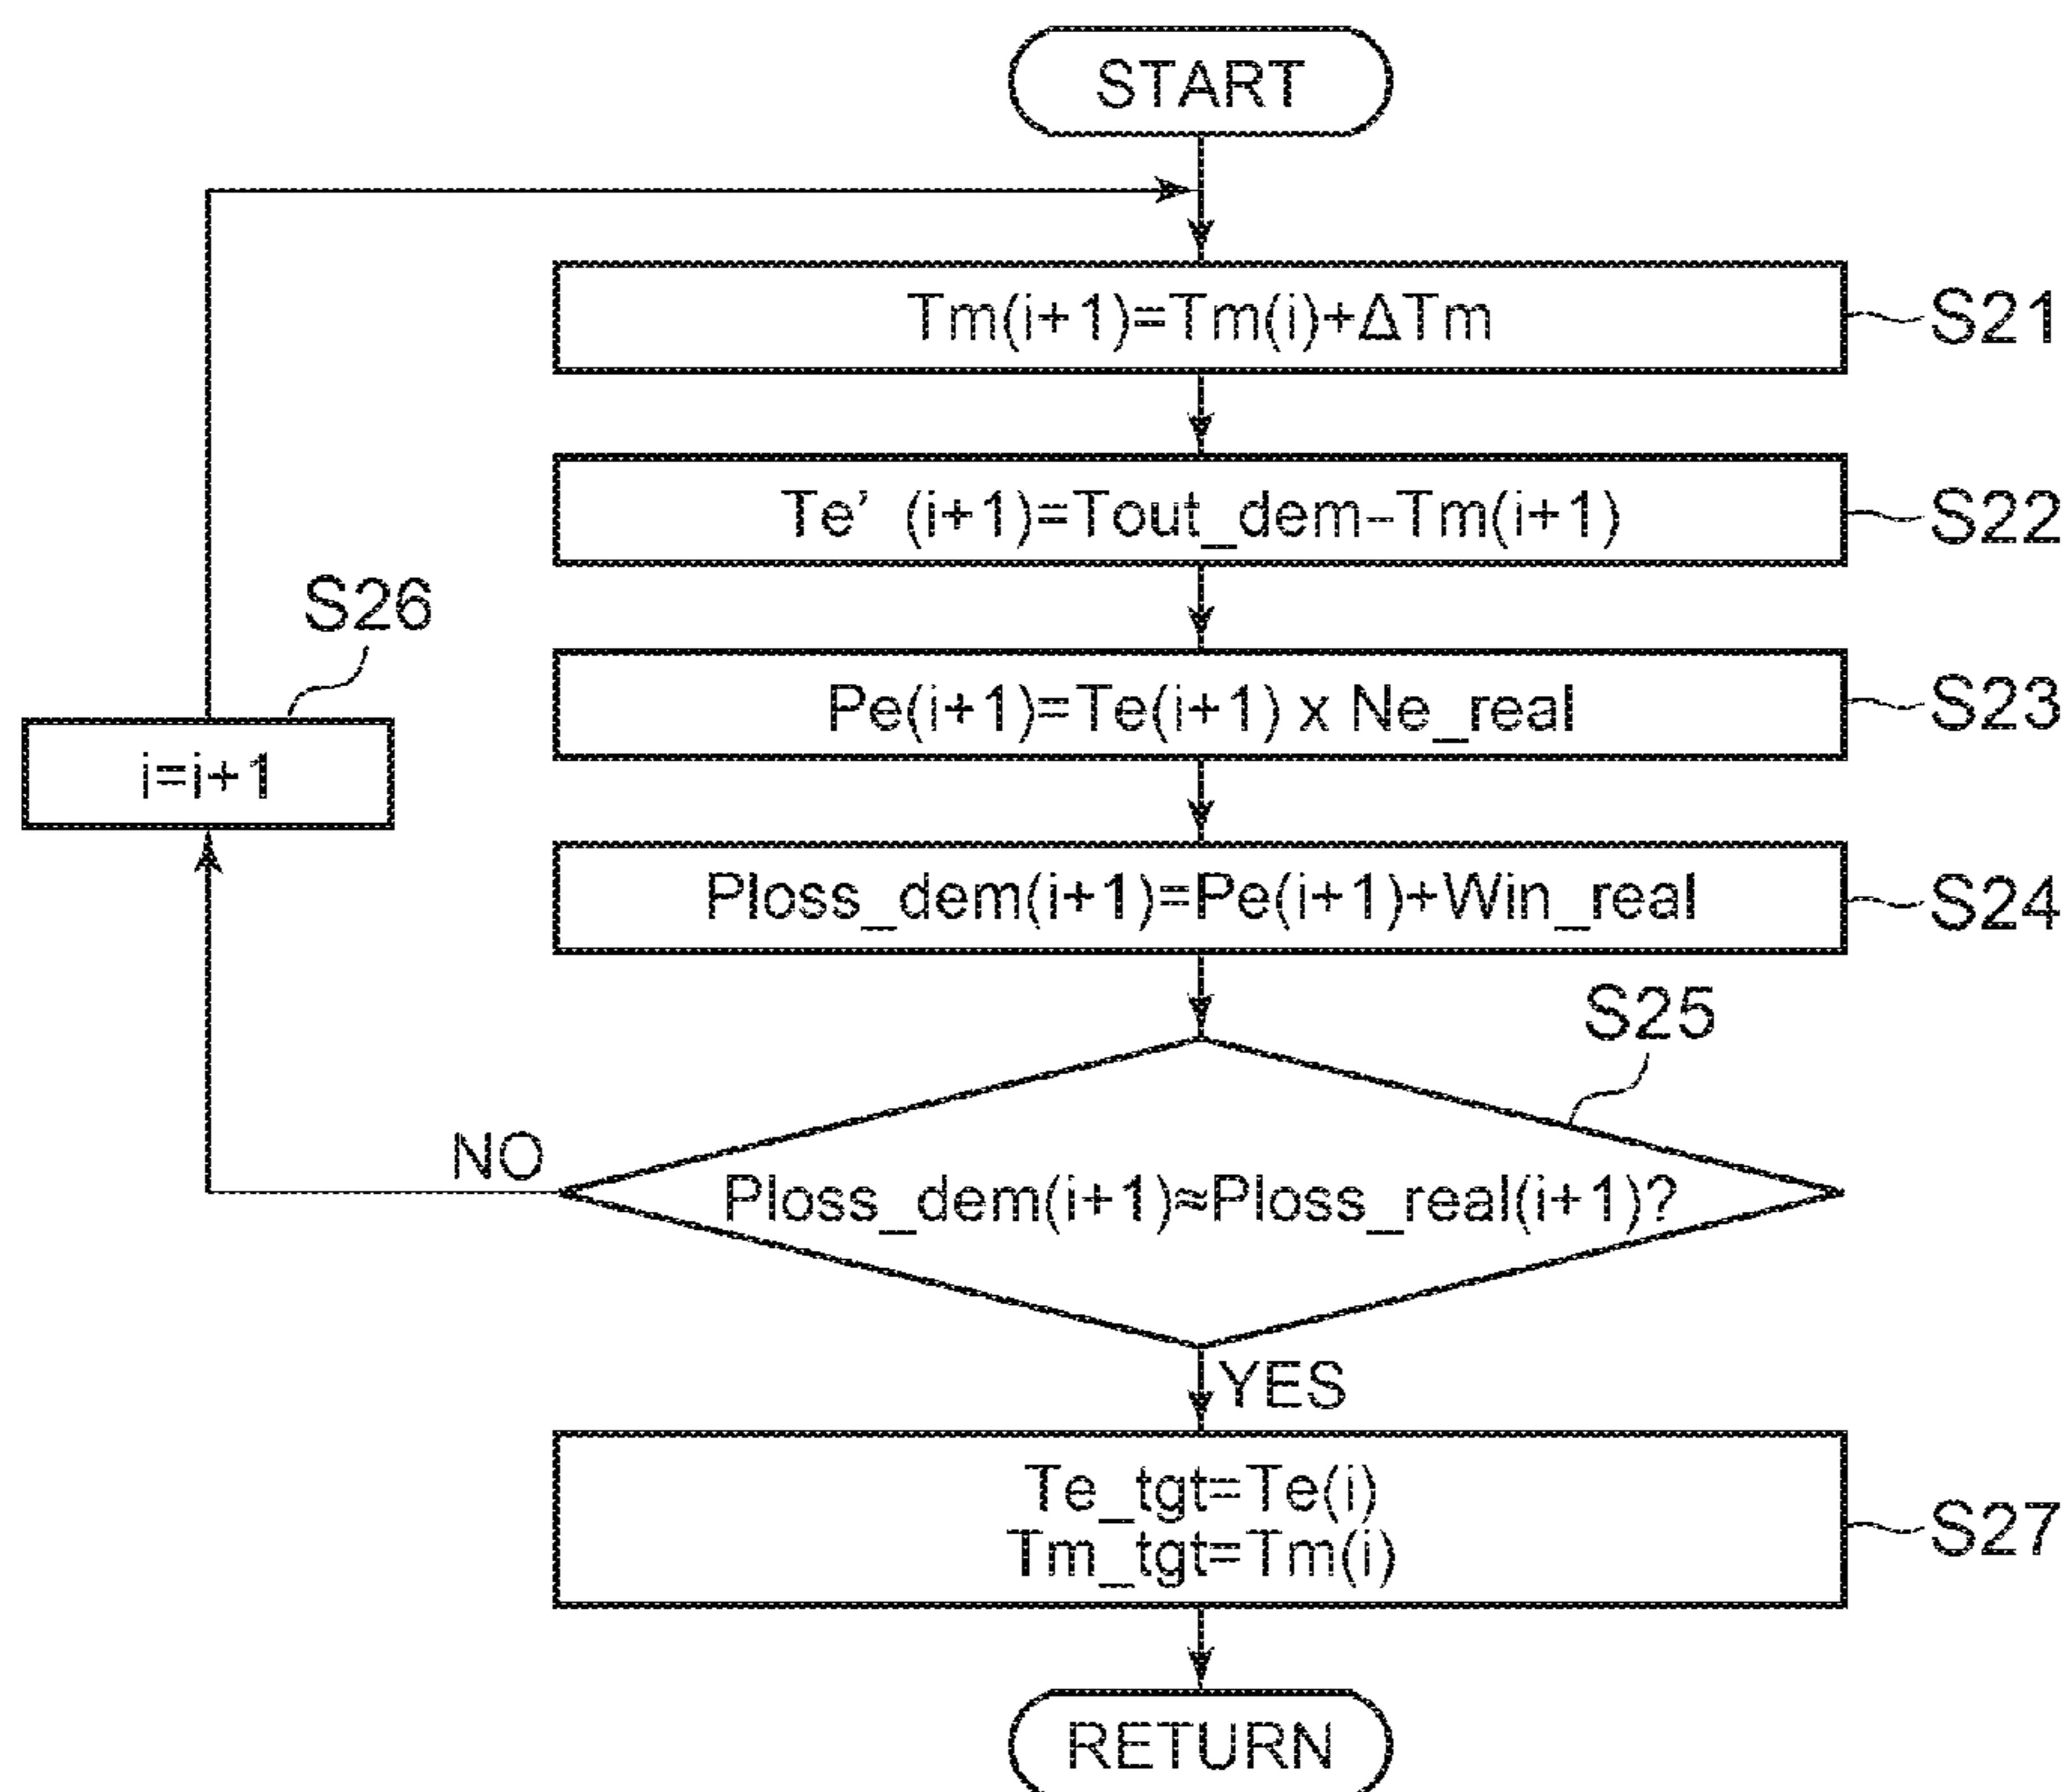 START
Tm(i+1)=Tm(i)+ΔTm
S21
Te’ (i+1)=Tout_dem–Tm(i+1)
S22
S26
Pe(i+1)=Te(i+1) x Ne_real
S23
i=i+1
Ploss_dem(i+1)=Pe(i+1)+Win_real
S24
S25
NO
Ploss_dem(i+1)≈Ploss_real(i+1)?
YES
Te_tgt=Te(i)
Tm_tgt=Tm(i)
S27
RETURN